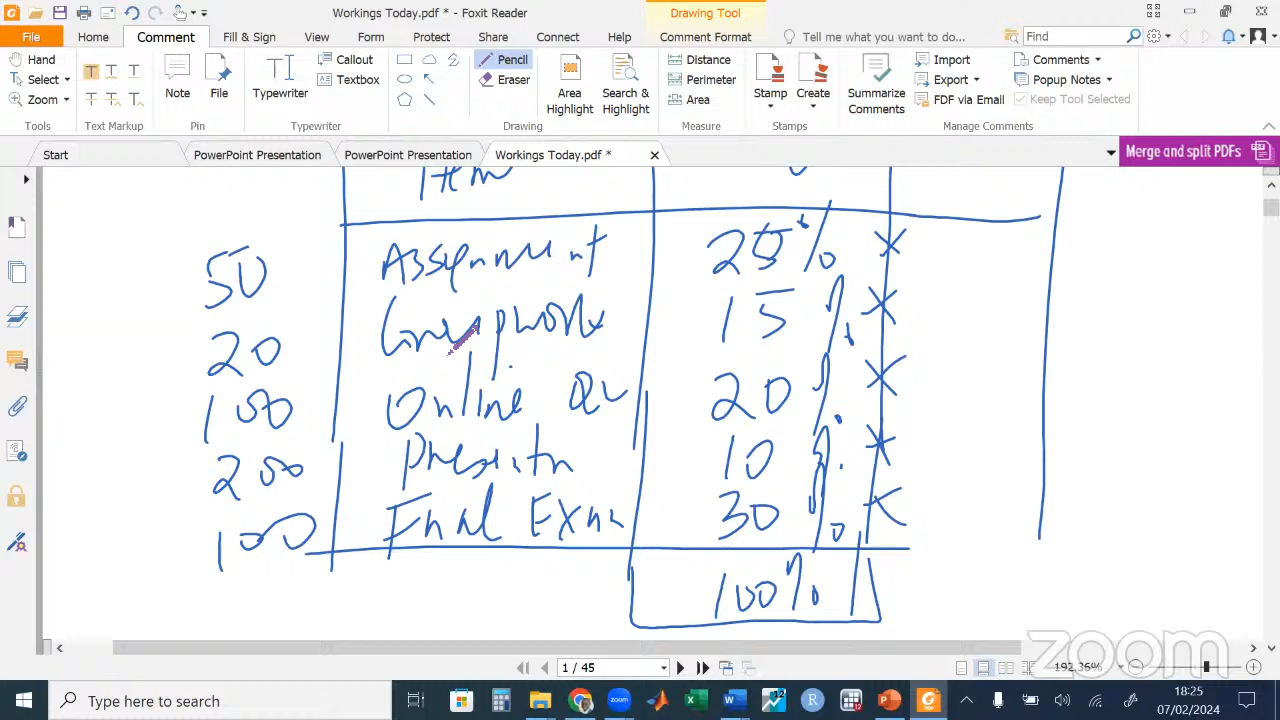 Workings Today.pdf * - Foxit Reader
Drawing Tool
File Home Comment Fill & Sign View Form Protect Share Connect Help Comment Format Tell me what you want to do... Find
Hand
Select
Zoom
Tools
Text Markup
Note
File
Pin
Typewriter
Callout
Textbox
Typewriter
Pencil
Eraser
Drawing
Area Highlight
Search & Highlight
Distance
Perimeter
Area
Measure
Stamp
Create
Stamps
Summarize Comments
Import
Export
FDF via Email
Comments
Popup Notes
Keep Tool Selected
Manage Comments
Start PowerPoint Presentation PowerPoint Presentation Workings Today.pdf * Merge and split PDFs
Item
50 Assignment 25%
20 Groupwork 15%
100 Online Qu 20%
200 Presentn 10%
100 Final Exam 30%
100%
zoom
1 / 45
192.36%
Type here to search
18:25
07/02/2024